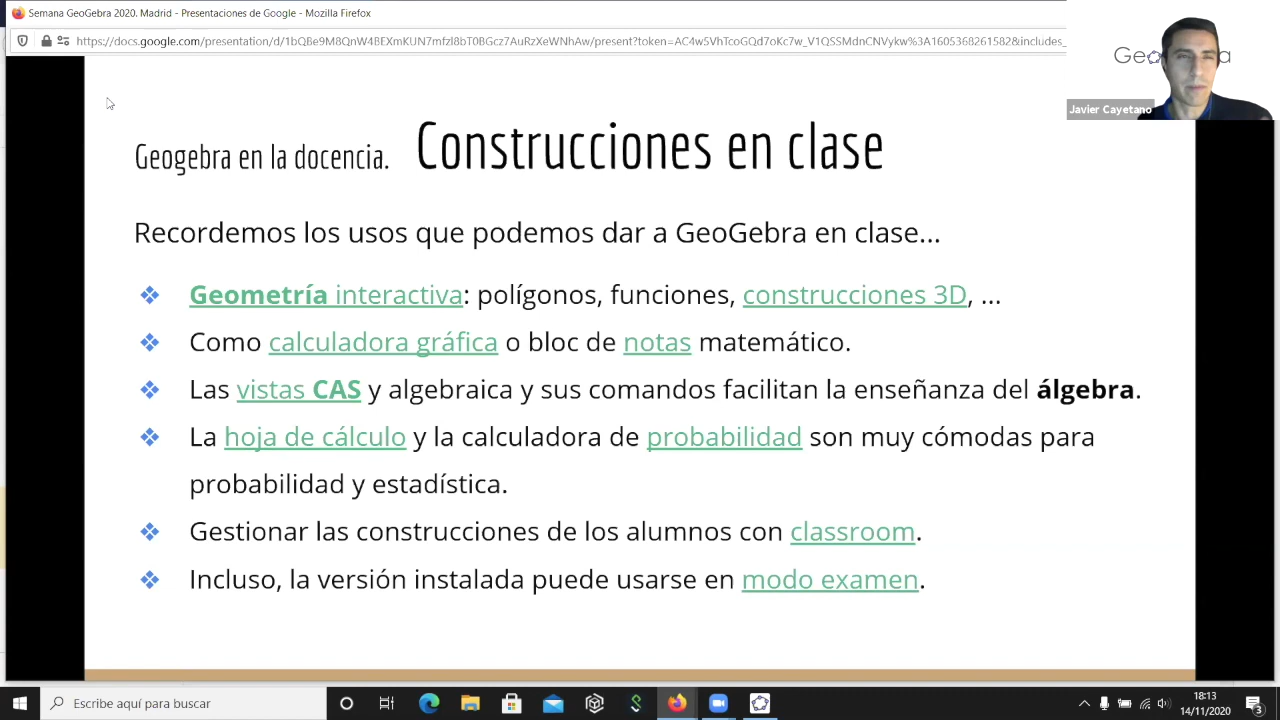 Semana GeoGebra 2020. Madrid - Presentaciones de Google - Mozilla Firefox
https://docs.google.com/presentation/d/1bQBe9M8QnW4BEXmKUN7mfzl8bT0BGcz7AuRzXeWNhAw/present?token=AC4w5VhTcoGQd7oKc7w_V1QSSMdnCNVykw%3A1605368261582&includes_
Ge
a
Javier Cayetano
Geogebra en la docencia. Construcciones en clase
Recordemos los usos que podemos dar a GeoGebra en clase...
Geometría interactiva: polígonos, funciones, construcciones 3D, ...
Como calculadora gráfica o bloc de notas matemático.
Las vistas CAS y algebraica y sus comandos facilitan la enseñanza del álgebra.
La hoja de cálculo y la calculadora de probabilidad son muy cómodas para
probabilidad y estadística.
Gestionar las construcciones de los alumnos con classroom.
Incluso, la versión instalada puede usarse en modo examen.
Escribe aquí para buscar
18:13
14/11/2020
3